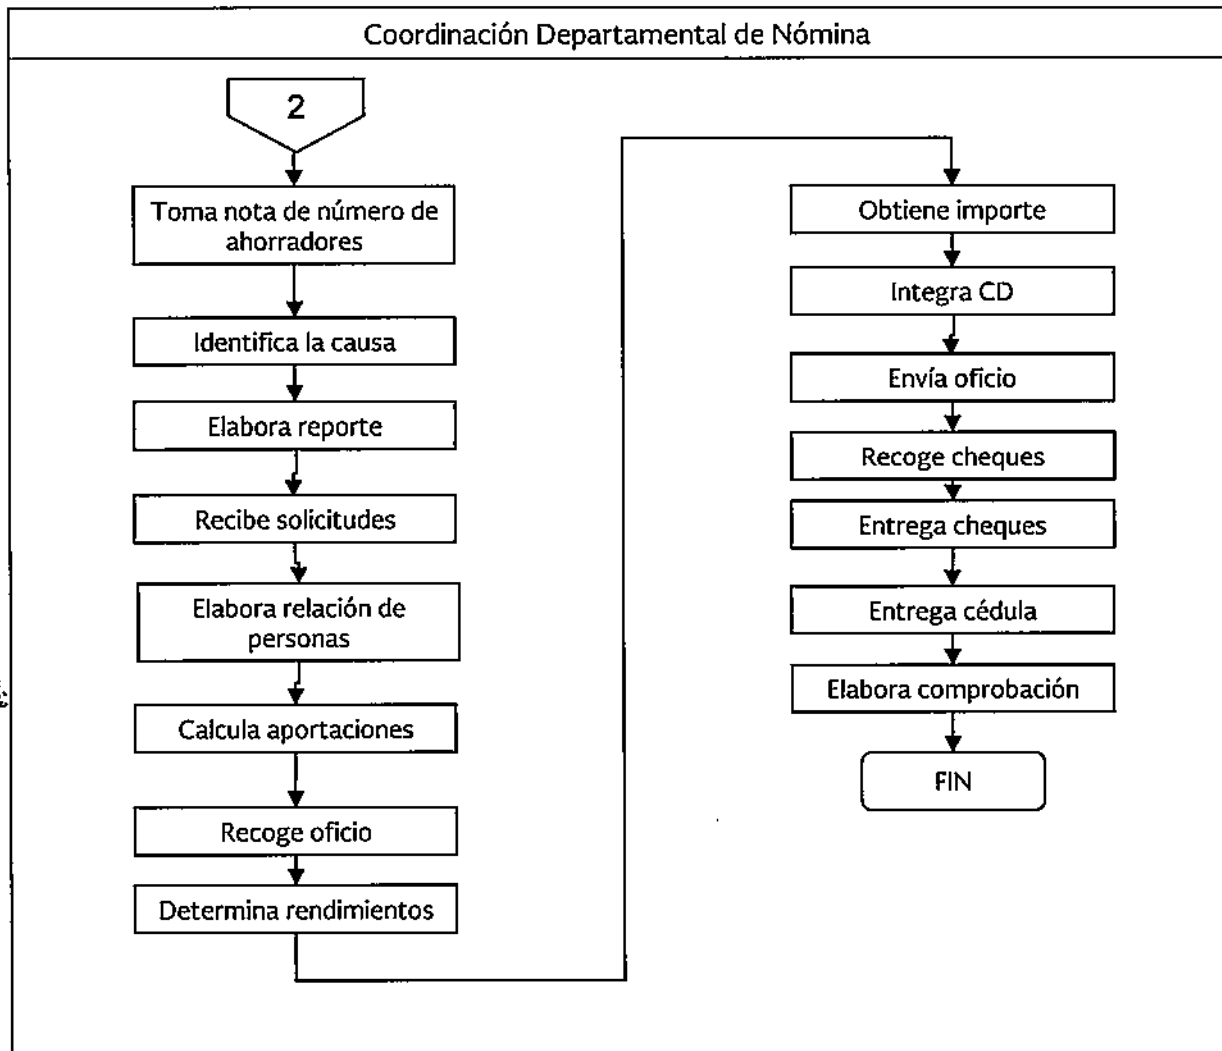 Coordinación Departamental de Nómina
2
Toma nota de número de
ahorradores
Identifica la causa
Elabora reporte
Recibe solicitudes
Elabora relación de
personas
Calcula aportaciones
Recoge oficio
Determina rendimientos
Obtiene importe
Integra CD
Envía oficio
Recoge cheques
Entrega cheques
Entrega cédula
Elabora comprobación
FIN